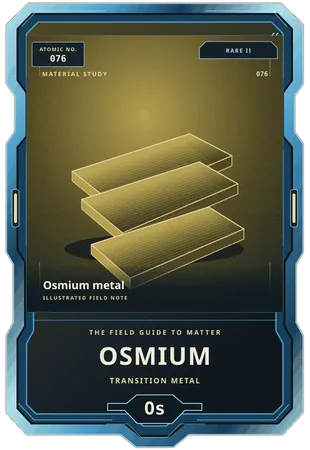 ATOMIC NO.
076
RARE II
MATERIAL STUDY
076
Osmium metal
ILLUSTRATED FIELD NOTE
THE FIELD GUIDE TO MATTER
OSMIUM
TRANSITION METAL
Os